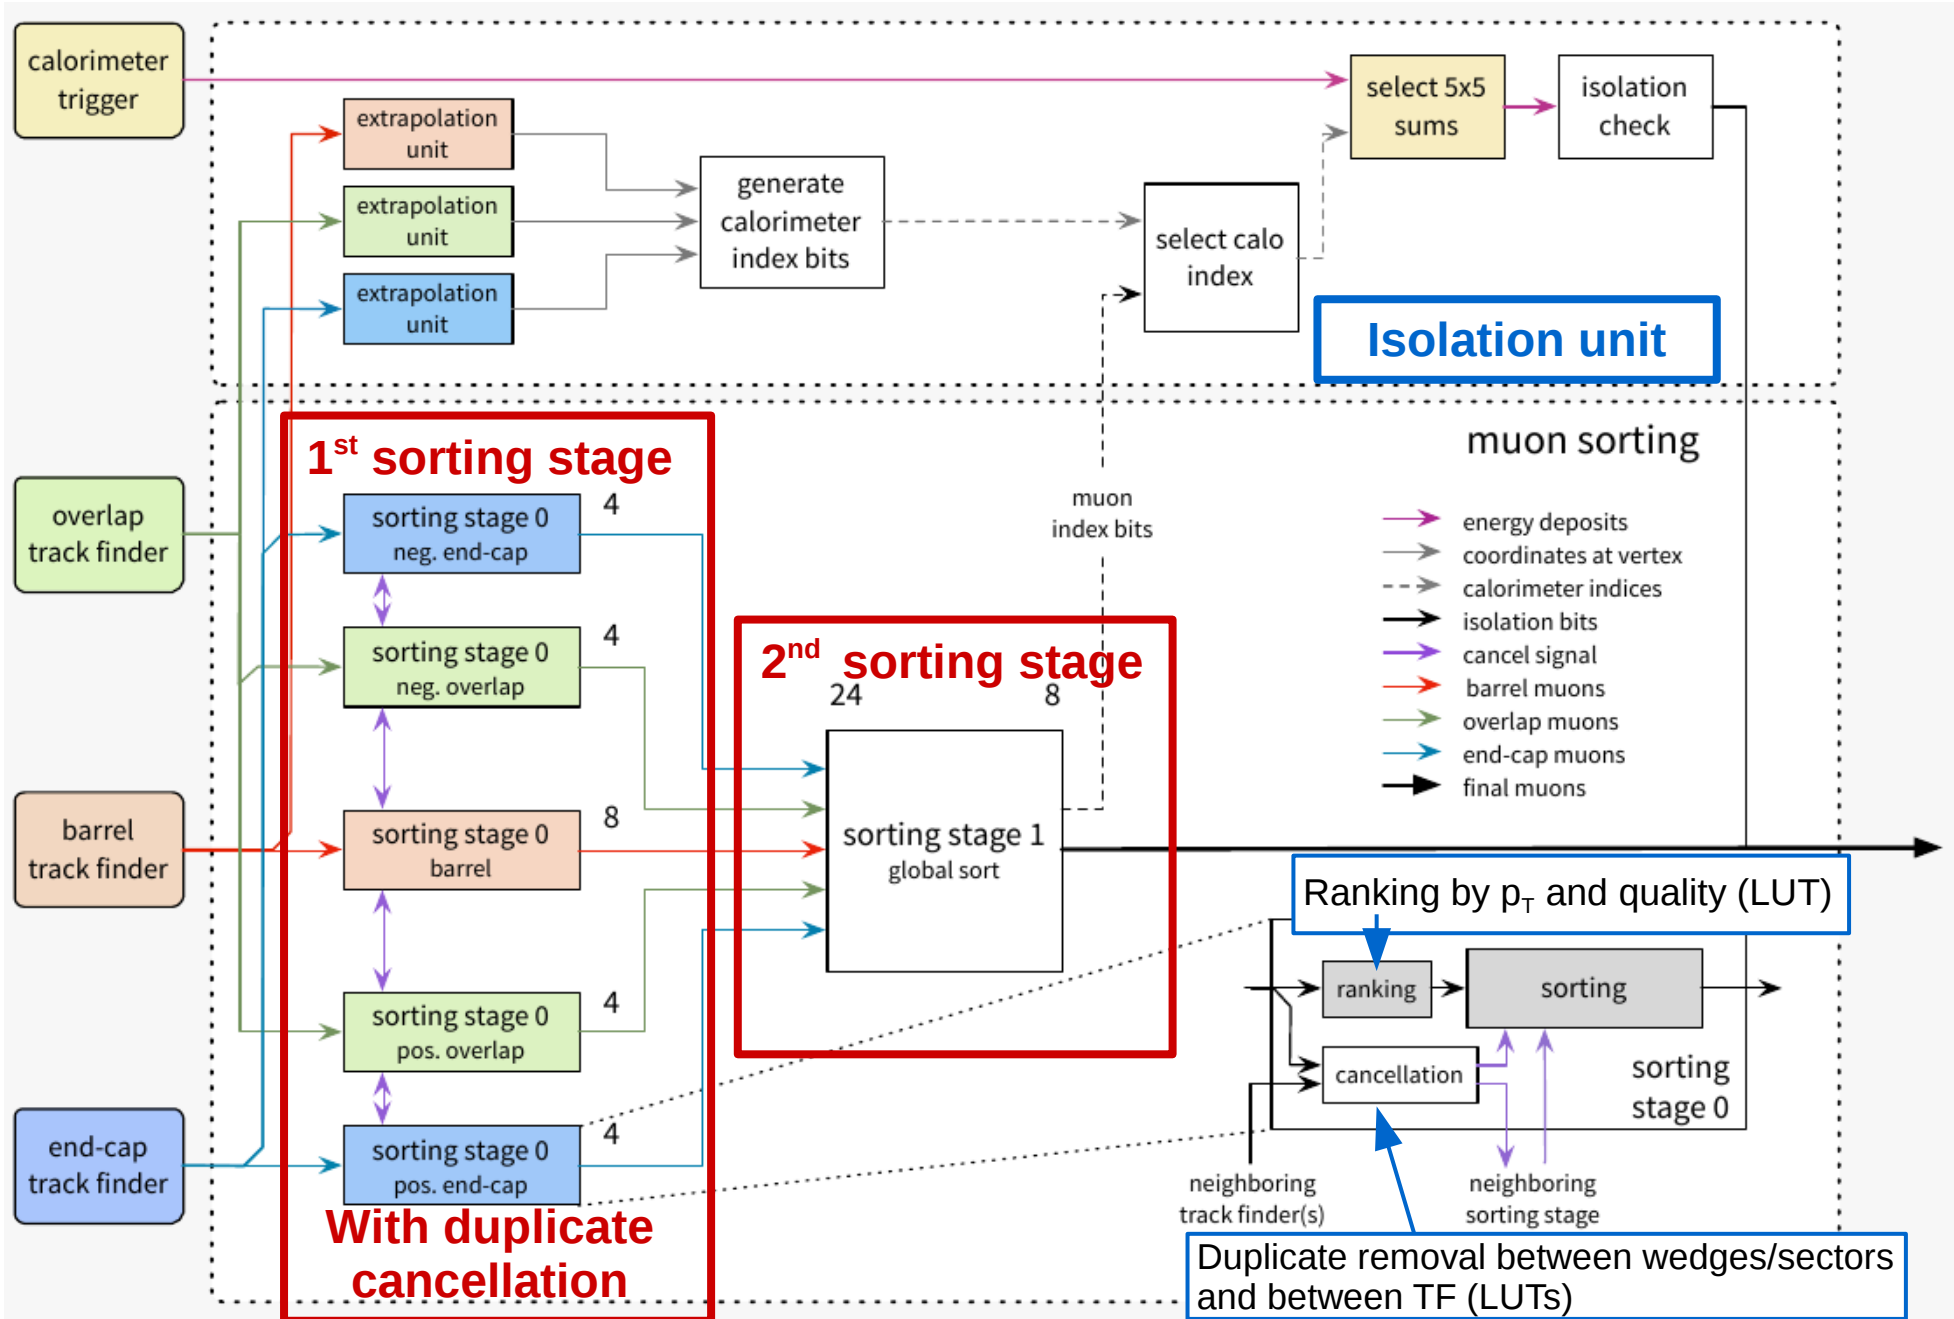 calorimeter
trigger
extrapolation
unit
extrapolation
unit
extrapolation
unit
generate
calorimeter
index bits
select calo
index
select 5x5
sums
isolation
check
Isolation unit
overlap
track finder
barrel
track finder
end-cap
track finder
1st sorting stage
sorting stage 0
neg. end-cap
4
sorting stage 0
neg. overlap
4
sorting stage 0
barrel
8
sorting stage 0
pos. overlap
4
sorting stage 0
pos. end-cap
4
With duplicate
cancellation
2nd sorting stage
24
8
sorting stage 1
global sort
muon
index bits
muon sorting
energy deposits
coordinates at vertex
calorimeter indices
isolation bits
cancel signal
barrel muons
overlap muons
end-cap muons
final muons
Ranking by pT and quality (LUT)
ranking
sorting
cancellation
sorting
stage 0
neighboring
track finder(s)
neighboring
sorting stage
Duplicate removal between wedges/sectors
and between TF (LUTs)